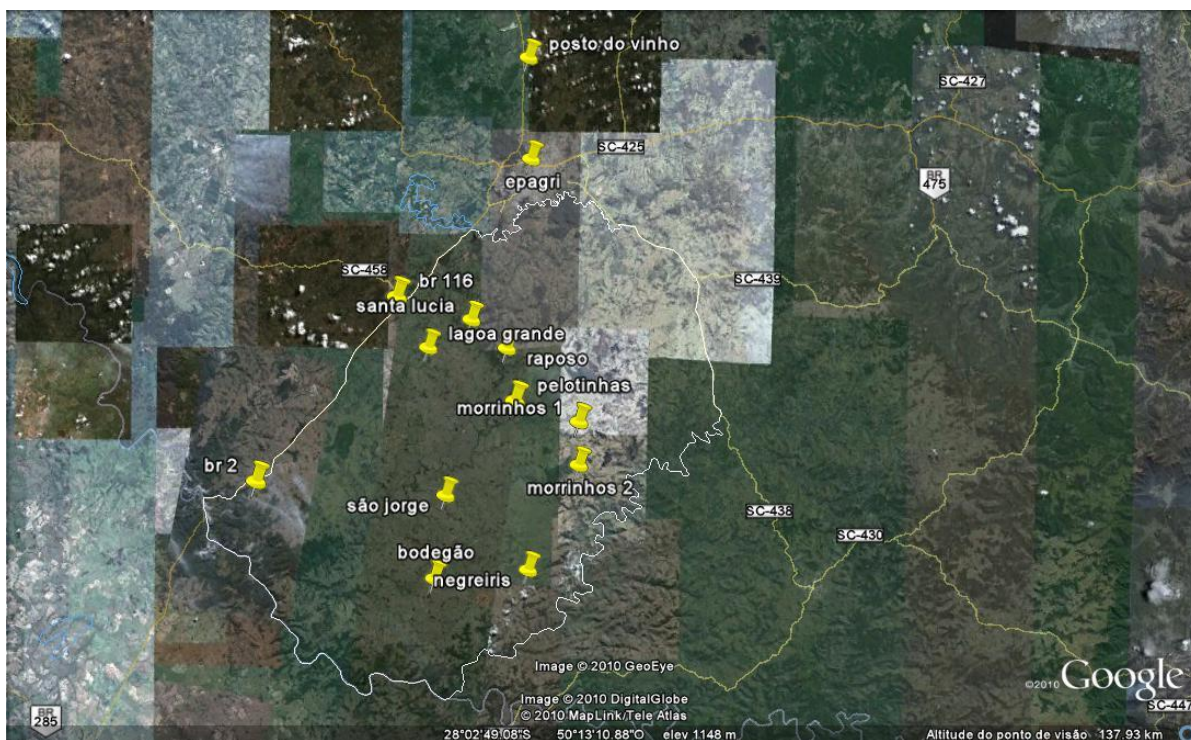 posto do vinho
SC-427
SC-425
epagri
BR
475
SC-458
br 116
SC-439
santa lucia
lagoa grande
raposo
pelotinhas
morrinhos 1
br 2
morrinhos 2
são jorge
SC-438
SC-430
bodegão
negreiris
Image © 2010 GeoEye
©2010 Google
Image © 2010 DigitalGlobe
© 2010 MapLink/Tele Atlas
SC-447
BR
285
28°02'49.08"S 50°13'10.88"O elev 1148 m Altitude do ponto de visão 137.93 km